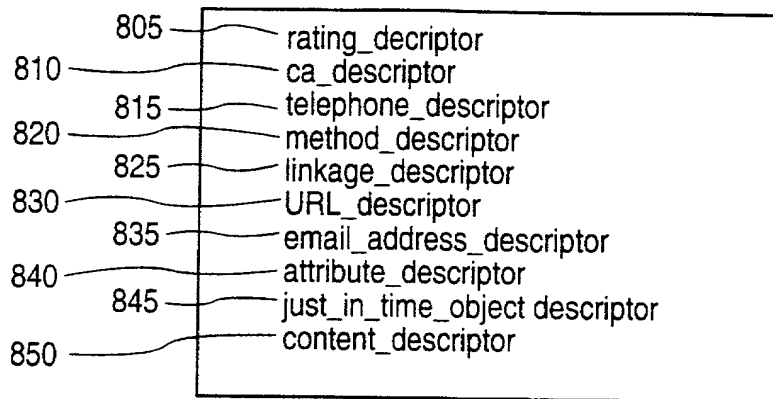 805 rating_decriptor
810 ca_descriptor
815 telephone_descriptor
820 method_descriptor
825 linkage_descriptor
830 URL_descriptor
835 email_address_descriptor
840 attribute_descriptor
845 just_in_time_object descriptor
850 content_descriptor